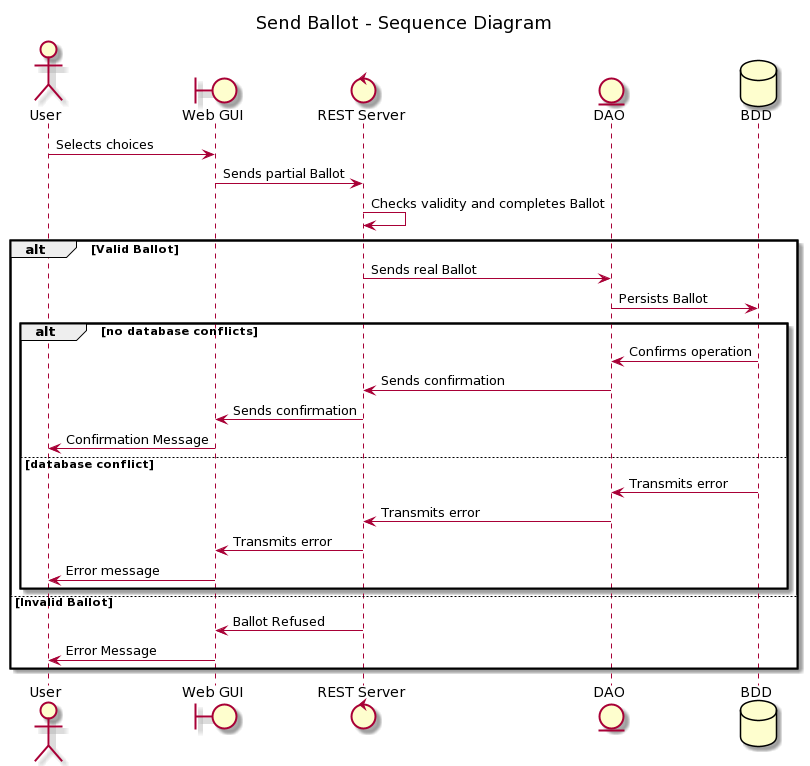 Send Ballot - Sequence Diagram
User Web GUI REST Server DAO BDD
Selects choices
Sends partial Ballot
Checks validity and completes Ballot
alt [Valid Ballot]
Sends real Ballot
Persists Ballot
alt [no database conflicts]
Confirms operation
Sends confirmation
Sends confirmation
Confirmation Message
[database conflict]
Transmits error
Transmits error
Transmits error
Error message
[Invalid Ballot]
Ballot Refused
Error Message
User Web GUI REST Server DAO BDD